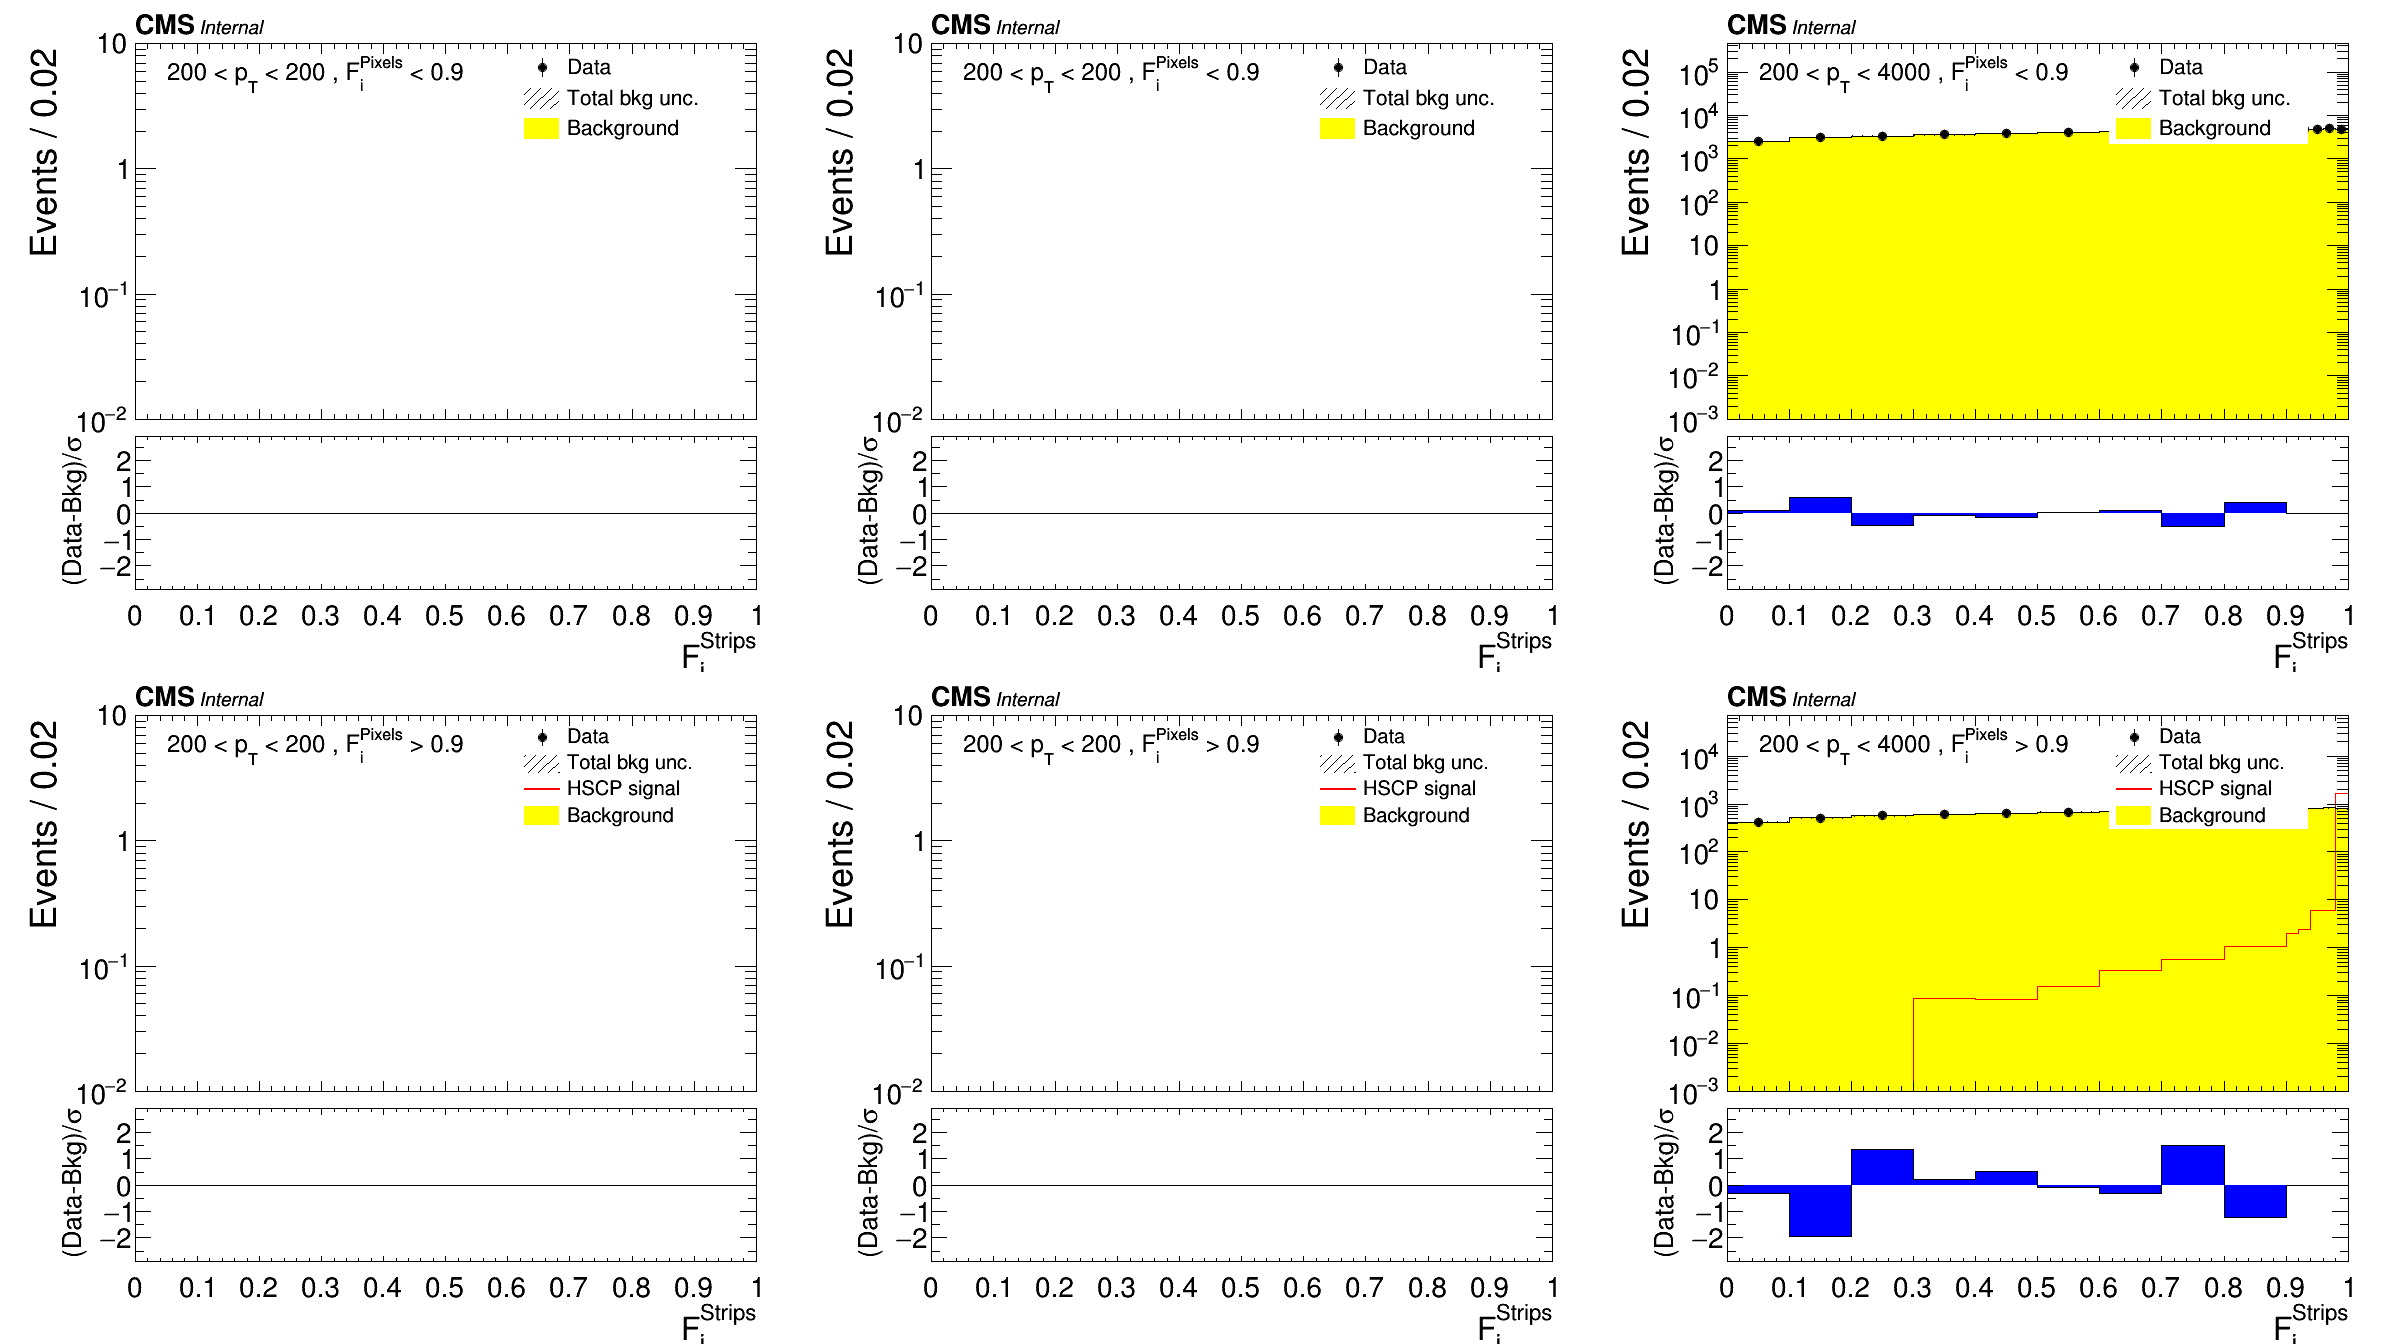 CMS Internal
Events / 0.02
10
1
10⁻¹
10⁻²
200 < p_T < 200 , F_i^Pixels < 0.9
Data
Total bkg unc.
Background
(Data-Bkg)/σ
2
1
0
−1
−2
0 0.1 0.2 0.3 0.4 0.5 0.6 0.7 0.8 0.9 1
F_i^Strips
CMS Internal
Events / 0.02
10
1
10⁻¹
10⁻²
200 < p_T < 200 , F_i^Pixels < 0.9
Data
Total bkg unc.
Background
(Data-Bkg)/σ
2
1
0
−1
−2
0 0.1 0.2 0.3 0.4 0.5 0.6 0.7 0.8 0.9 1
F_i^Strips
CMS Internal
Events / 0.02
10⁵
10⁴
10³
10²
10
1
10⁻¹
10⁻²
10⁻³
200 < p_T < 4000 , F_i^Pixels < 0.9
Data
Total bkg unc.
Background
(Data-Bkg)/σ
2
1
0
−1
−2
0 0.1 0.2 0.3 0.4 0.5 0.6 0.7 0.8 0.9 1
F_i^Strips
CMS Internal
Events / 0.02
10
1
10⁻¹
10⁻²
200 < p_T < 200 , F_i^Pixels > 0.9
Data
Total bkg unc.
HSCP signal
Background
(Data-Bkg)/σ
2
1
0
−1
−2
0 0.1 0.2 0.3 0.4 0.5 0.6 0.7 0.8 0.9 1
F_i^Strips
CMS Internal
Events / 0.02
10
1
10⁻¹
10⁻²
200 < p_T < 200 , F_i^Pixels > 0.9
Data
Total bkg unc.
HSCP signal
Background
(Data-Bkg)/σ
2
1
0
−1
−2
0 0.1 0.2 0.3 0.4 0.5 0.6 0.7 0.8 0.9 1
F_i^Strips
CMS Internal
Events / 0.02
10⁴
10³
10²
10
1
10⁻¹
10⁻²
10⁻³
200 < p_T < 4000 , F_i^Pixels > 0.9
Data
Total bkg unc.
HSCP signal
Background
(Data-Bkg)/σ
2
1
0
−1
−2
0 0.1 0.2 0.3 0.4 0.5 0.6 0.7 0.8 0.9 1
F_i^Strips